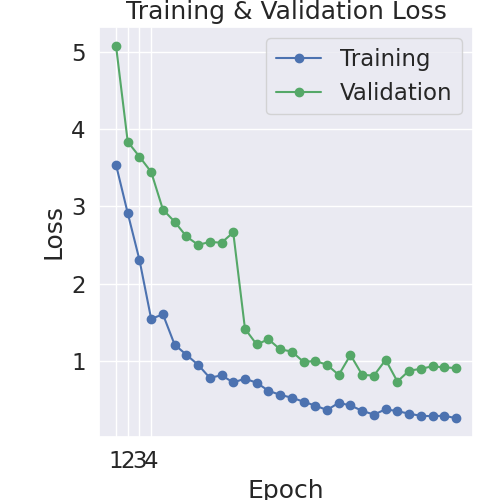 Training & Validation Loss
Training
Validation
5
4
3
2
1
Loss
1234
Epoch